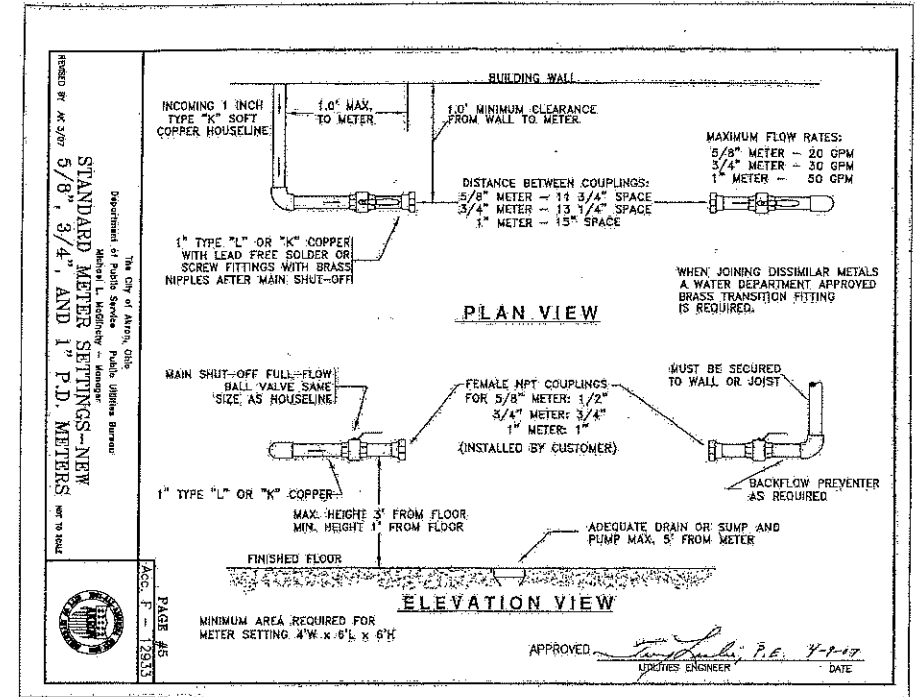 BUILDING WALL
INCOMING 1 INCH
TYPE "K" SOFT
COPPER HOUSELINE
1.0' MAX.
TO METER
1.0' MINIMUM CLEARANCE
FROM WALL TO METER
MAXIMUM FLOW RATES:
5/8" METER - 20 GPM
3/4" METER - 30 GPM
1" METER - 50 GPM
DISTANCE BETWEEN COUPLINGS:
5/8" METER - 11 3/4" SPACE
3/4" METER - 13 1/4" SPACE
1" METER - 15" SPACE
1" TYPE "L" OR "K" COPPER
WITH LEAD FREE SOLDER OR
SCREW FITTINGS WITH BRASS
NIPPLES AFTER MAIN SHUT-OFF
WHEN JOINING DISSIMILAR METALS
A WATER DEPARTMENT APPROVED
BRASS TRANSITION FITTING
IS REQUIRED.
PLAN VIEW
MAIN SHUT-OFF FULL-FLOW
BALL VALVE SAME
SIZE AS HOUSELINE
FEMALE NPT COUPLINGS
FOR 5/8" METER: 1/2"
3/4" METER: 3/4"
1" METER: 1"
(INSTALLED BY CUSTOMER)
MUST BE SECURED
TO WALL OR JOIST
1" TYPE "L" OR "K" COPPER
BACKFLOW PREVENTER
AS REQUIRED
MAX. HEIGHT 3' FROM FLOOR
MIN. HEIGHT 1' FROM FLOOR
ADEQUATE DRAIN OR SUMP AND
PUMP MAX. 5' FROM METER
FINISHED FLOOR
ELEVATION VIEW
MINIMUM AREA REQUIRED FOR
METER SETTING 4'W x 6'L x 6'H
APPROVED P.E. 4-9-07
UTILITIES ENGINEER DATE
The City of Akron, Ohio
Department of Public Service Public Utilities Bureau
Michael L. McGlinchy - Manager
STANDARD METER SETTINGS-NEW
5/8", 3/4", AND 1" P.D. METERS NOT TO SCALE
REVISED BY AK 3/07
PAGE #5
ACC. F - 12933